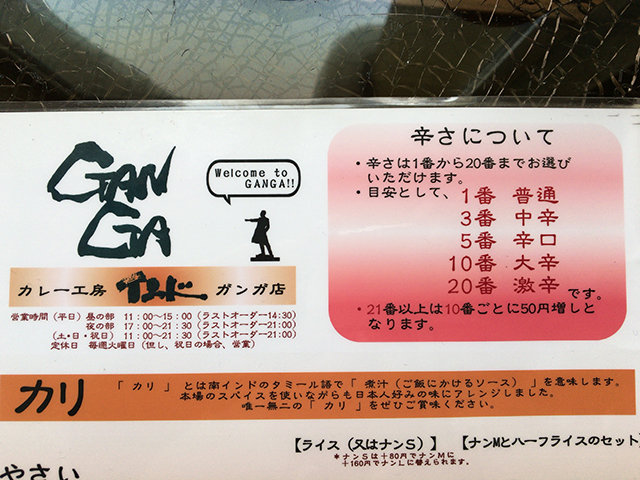 GAN
GA
Welcome to
GANGA!!
カレー工房 ガンガ店
営業時間（平日）昼の部 11：00～15：00（ラストオーダー14:30）
夜の部 17：00～21：30（ラストオーダー21:00）
（土・日・祝日） 11：00～21：30（ラストオーダー21:00）
定休日 毎週火曜日（但し、祝日の場合、営業）
辛さについて
・辛さは1番から20番までお選び
いただけます。
・目安として、
1番 普通
3番 中辛
5番 辛口
10番 大辛
20番 激辛
です。
・21番以上は10番ごとに50円増しと
なります。
カリ
「 カリ 」 とは南インドのタミール語で「 煮汁（ご飯にかけるソース） 」を意味します。
本場のスパイスを使いながらも日本人好みの味にアレンジしました。
唯一無二の 「 カリ 」 をぜひご賞味ください。
【ライス（又はナンS）】 【ナンMとハーフライスのセット】
＊ナンSは＋80円でナンMに
＋160円でナンLに替えられます。
やさい